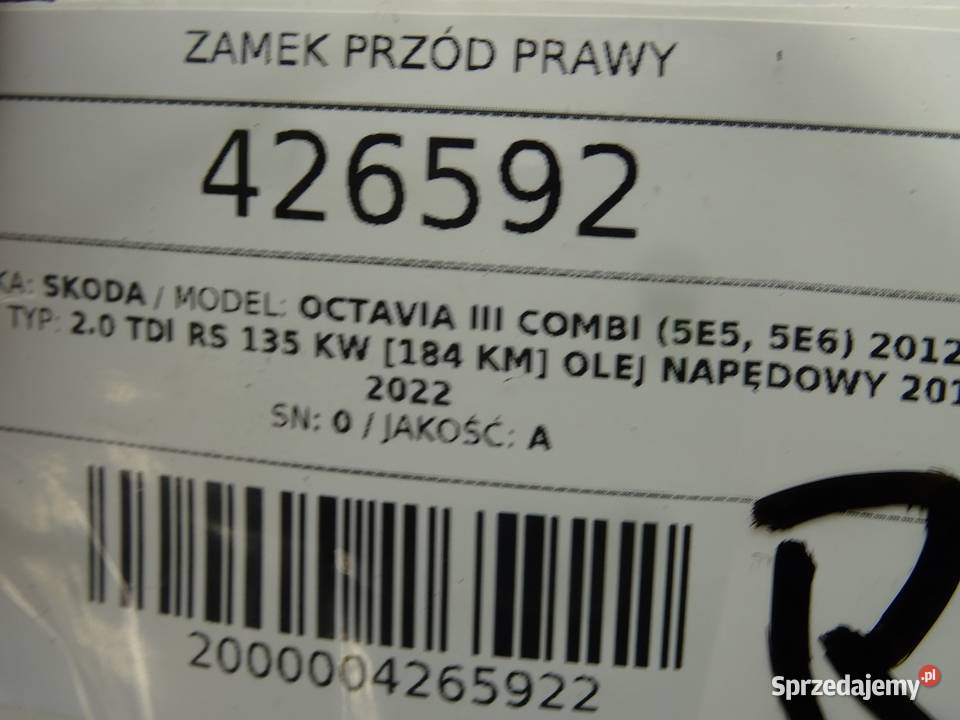 ZAMEK PRZÓD PRAWY
426592
KA: SKODA / MODEL: OCTAVIA III COMBI (5E5, 5E6) 2012
TYP: 2.0 TDI RS 135 KW [184 KM] OLEJ NAPĘDOWY 201
2022
SN: 0 / JAKOŚĆ: A
2000004265922
R
Sprzedajemy.pl